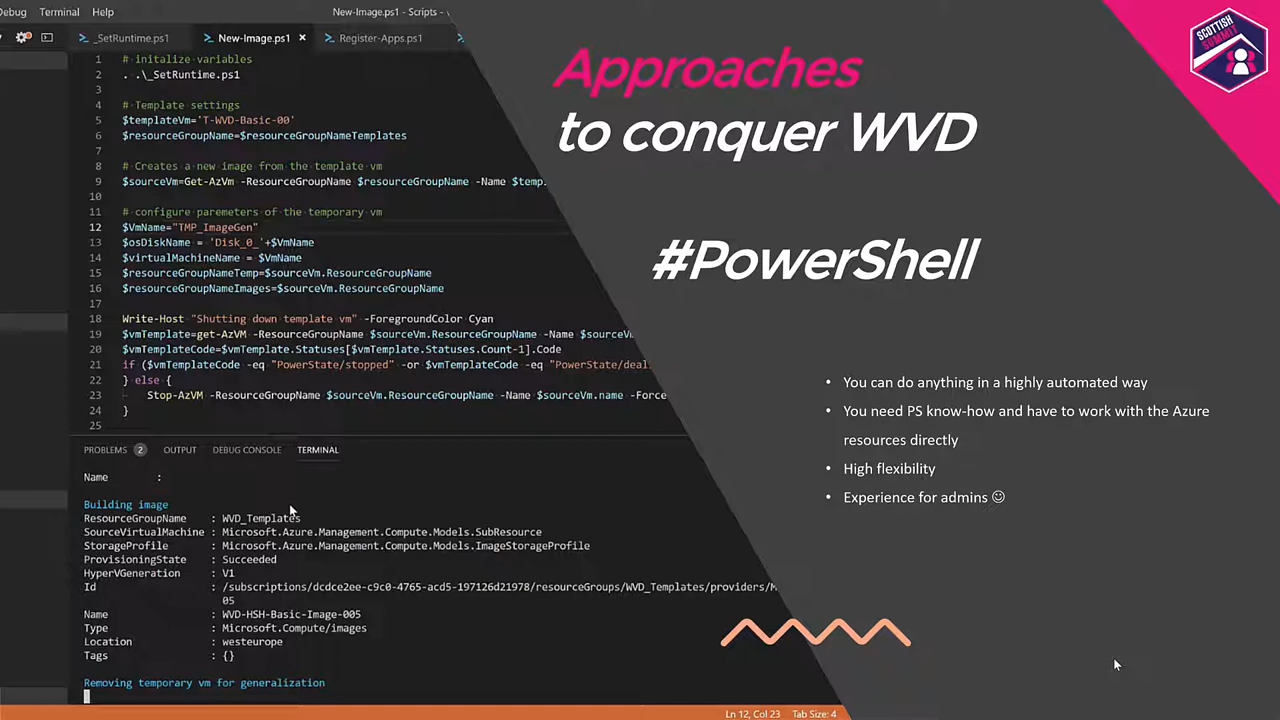 Debug Terminal Help New-Image.ps1 - Scripts -
_SetRuntime.ps1 New-Image.ps1 Register-Apps.ps1
1 # initalize variables
2 . .\_SetRuntime.ps1
3
4 # Template settings
5 $templateVm='T-WVD-Basic-00'
6 $resourceGroupName=$resourceGroupNameTemplates
7
8 # Creates a new image from the template vm
9 $sourceVm=Get-AzVm -ResourceGroupName $resourceGroupName -Name $temp
10
11 # configure paremeters of the temporary vm
12 $VmName="TMP_ImageGen"
13 $osDiskName = 'Disk_0_'+$VmName
14 $virtualMachineName = $VmName
15 $resourceGroupNameTemp=$sourceVm.ResourceGroupName
16 $resourceGroupNameImages=$sourceVm.ResourceGroupName
17
18 Write-Host "Shutting down template vm" -ForegroundColor Cyan
19 $vmTemplate=get-AzVM -ResourceGroupName $sourceVm.ResourceGroupName -Name $sourceV
20 $vmTemplateCode=$vmTemplate.Statuses[$vmTemplate.Statuses.Count-1].Code
21 if ($vmTemplateCode -eq "PowerState/stopped" -or $vmTemplateCode -eq "PowerState/deal
22 } else {
23 Stop-AzVM -ResourceGroupName $sourceVm.ResourceGroupName -Name $sourceVm.name -Force
24 }
25
PROBLEMS 2 OUTPUT DEBUG CONSOLE TERMINAL
Name :
Building image
ResourceGroupName : WVD_Templates
SourceVirtualMachine : Microsoft.Azure.Management.Compute.Models.SubResource
StorageProfile : Microsoft.Azure.Management.Compute.Models.ImageStorageProfile
ProvisioningState : Succeeded
HyperVGeneration : V1
Id : /subscriptions/dcdce2ee-c9c0-4765-acd5-197126d21978/resourceGroups/WVD_Templates/providers/M
05
Name : WVD-HSH-Basic-Image-005
Type : Microsoft.Compute/images
Location : westeurope
Tags : {}
Removing temporary vm for generalization
Ln 12, Col 23 Tab Size: 4
Approaches
to conquer WVD
#PowerShell
• You can do anything in a highly automated way
• You need PS know-how and have to work with the Azure
resources directly
• High flexibility
• Experience for admins ☺
SCOTTISH
SUMMIT